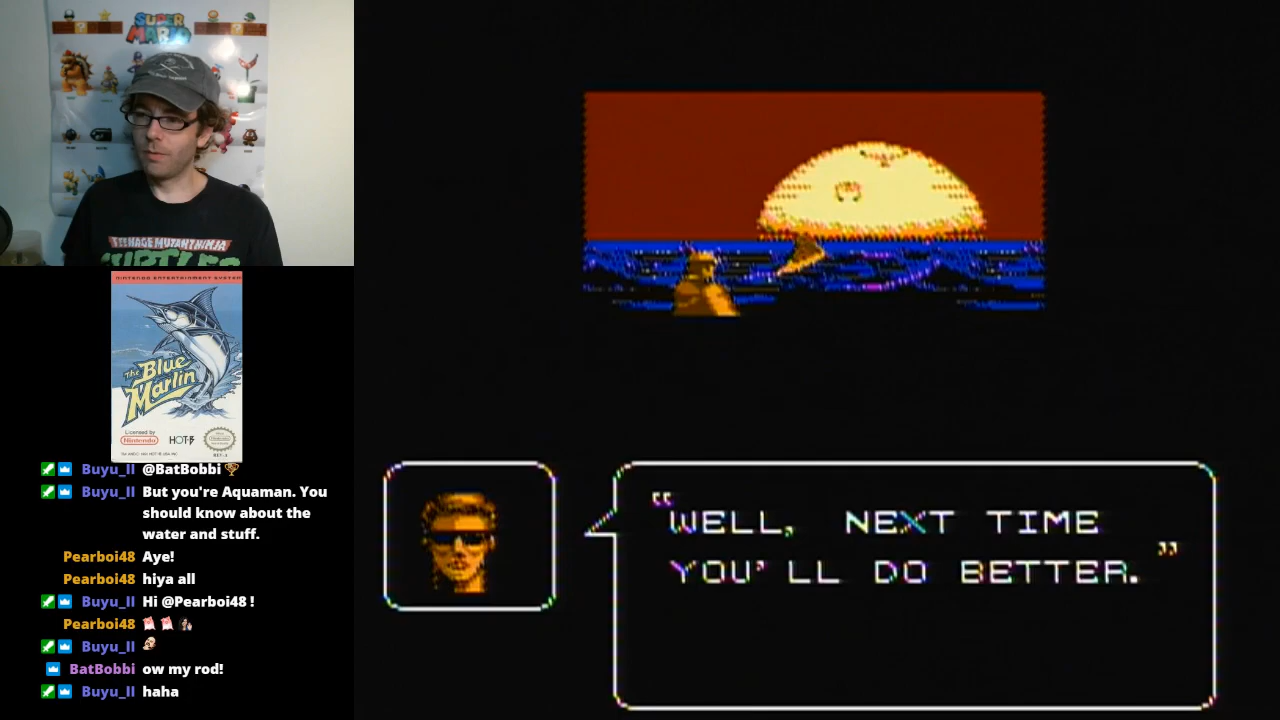 SUPER
MARIO
TEENAGE MUTANT NINJA
TURTLES
NINTENDO ENTERTAINMENT SYSTEM
The
Blue
Marlin
Licensed by
Nintendo
HOT·B
@BatBobbi
Buyu_II
But you're Aquaman. You
should know about the
water and stuff.
Buyu_II
Pearboi48 Aye!
Pearboi48 hiya all
Buyu_II Hi @Pearboi48 !
Pearboi48
Buyu_II
BatBobbi ow my rod!
Buyu_II haha
"WELL, NEXT TIME
YOU'LL DO BETTER."